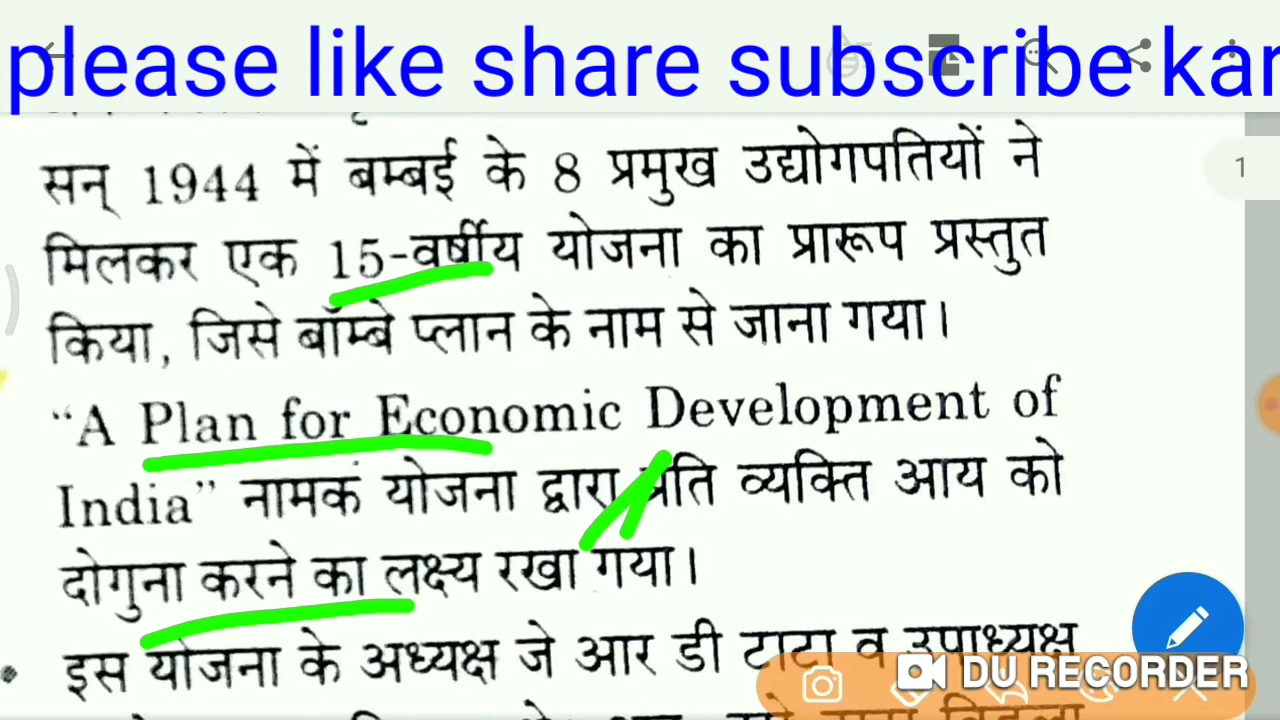 please like share subscribe kar
सन् 1944 में बम्बई के 8 प्रमुख उद्योगपतियों ने
1
मिलकर एक 15-वर्षीय योजना का प्रारूप प्रस्तुत
किया, जिसे बॉम्बे प्लान के नाम से जाना गया।
“A Plan for Economic Development of
India” नामक योजना द्वारा प्रति व्यक्ति आय को
दोगुना करने का लक्ष्य रखा गया।
इस योजना के अध्यक्ष जे आर डी टाटा व उपाध्यक्ष
DU RECORDER